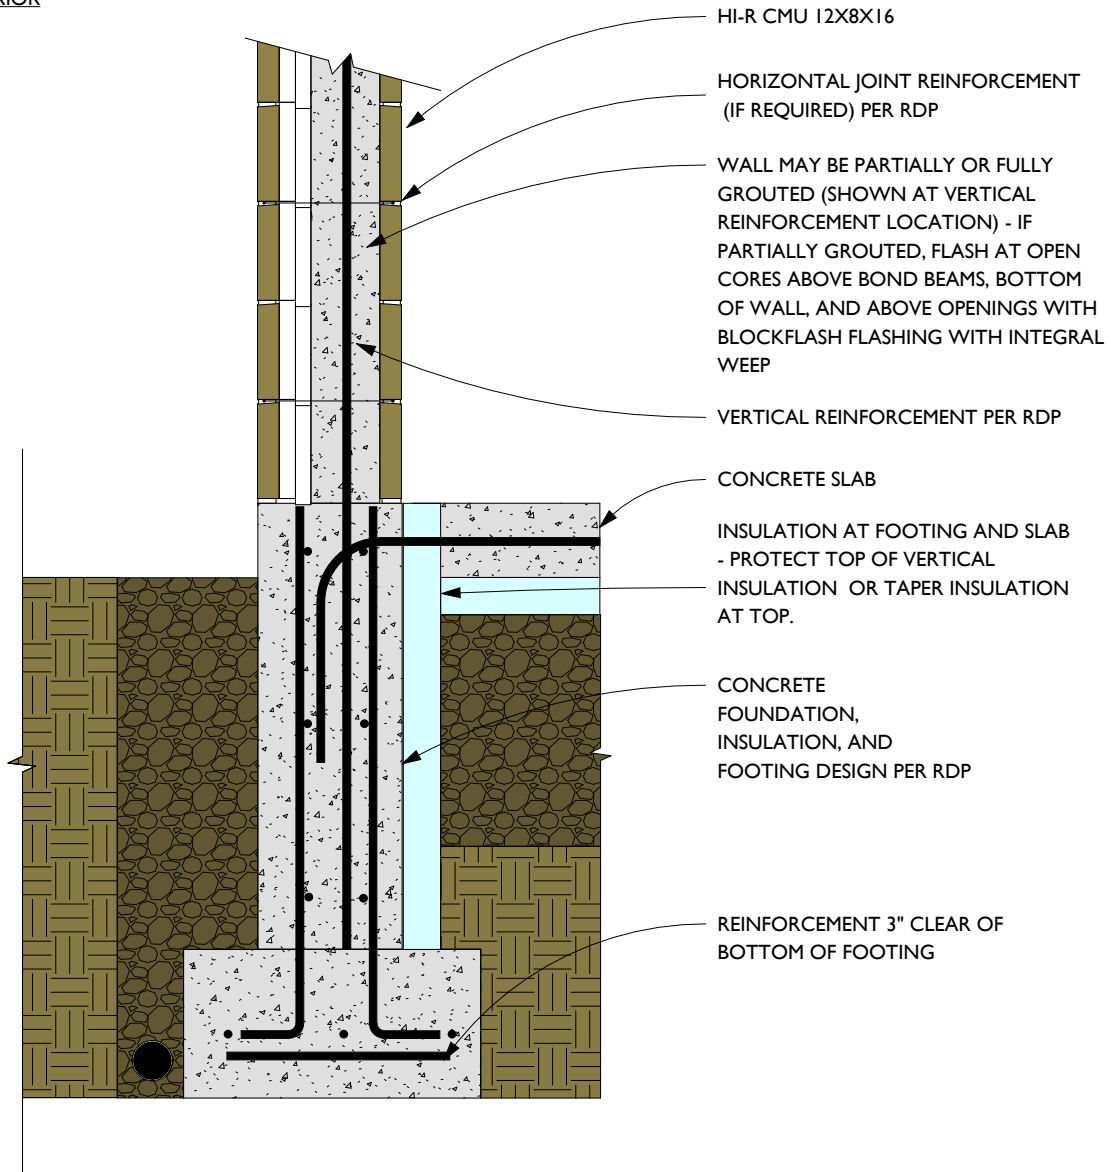 HI-R CMU 12X8X16
HORIZONTAL JOINT REINFORCEMENT
(IF REQUIRED) PER RDP
WALL MAY BE PARTIALLY OR FULLY
GROUTED (SHOWN AT VERTICAL
REINFORCEMENT LOCATION) - IF
PARTIALLY GROUTED, FLASH AT OPEN
CORES ABOVE BOND BEAMS, BOTTOM
OF WALL, AND ABOVE OPENINGS WITH
BLOCKFLASH FLASHING WITH INTEGRAL
WEEP
VERTICAL REINFORCEMENT PER RDP
CONCRETE SLAB
INSULATION AT FOOTING AND SLAB
- PROTECT TOP OF VERTICAL
INSULATION OR TAPER INSULATION
AT TOP.
CONCRETE
FOUNDATION,
INSULATION, AND
FOOTING DESIGN PER RDP
REINFORCEMENT 3" CLEAR OF
BOTTOM OF FOOTING